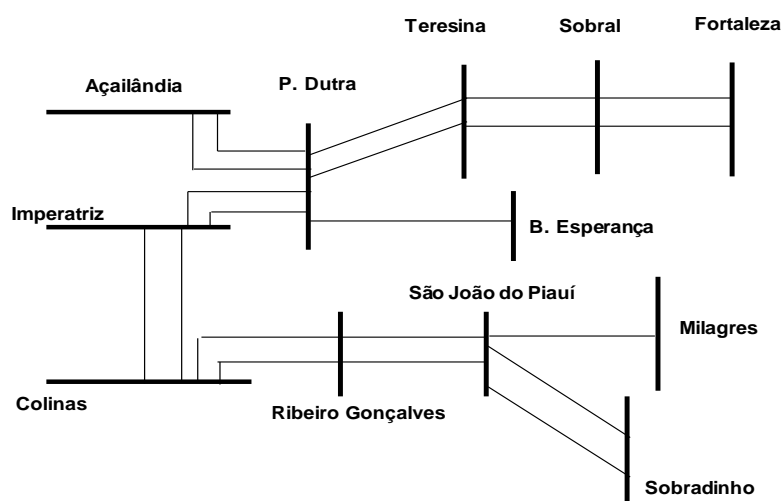 Teresina
Sobral
Fortaleza
Açailândia
P. Dutra
Imperatriz
B. Esperança
São João do Piauí
Milagres
Colinas
Ribeiro Gonçalves
Sobradinho